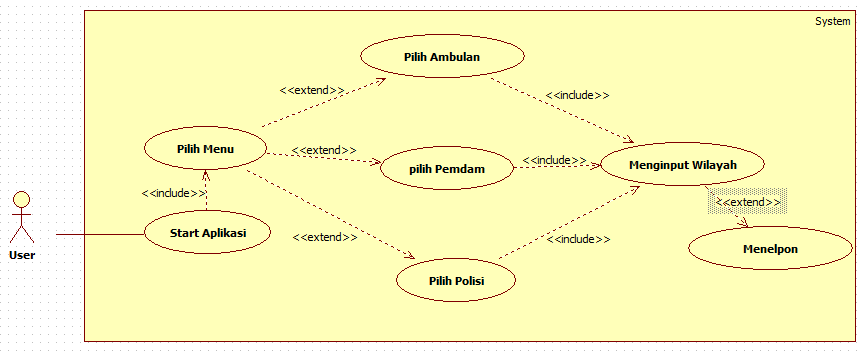 System
Pilih Ambulan
<<extend>>
<<include>>
Pilih Menu
<<extend>>
pilih Pemdam
<<include>>
Menginput Wilayah
<<include>>
<<extend>>
User
Start Aplikasi
<<extend>>
<<include>>
Menelpon
Pilih Polisi